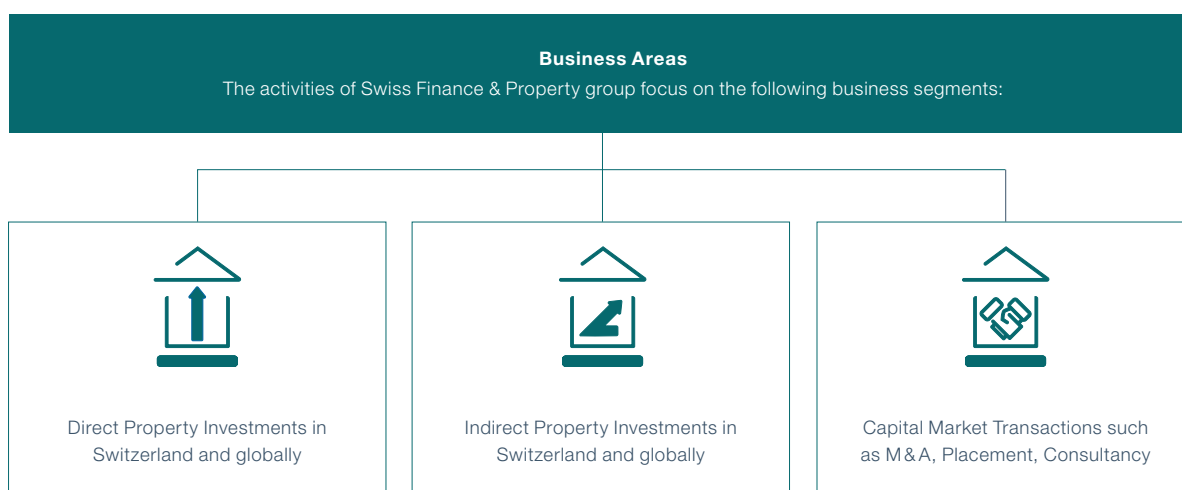 Business Areas
The activities of Swiss Finance & Property group focus on the following business segments:
Direct Property Investments in
Switzerland and globally
Indirect Property Investments in
Switzerland and globally
Capital Market Transactions such
as M&A, Placement, Consultancy